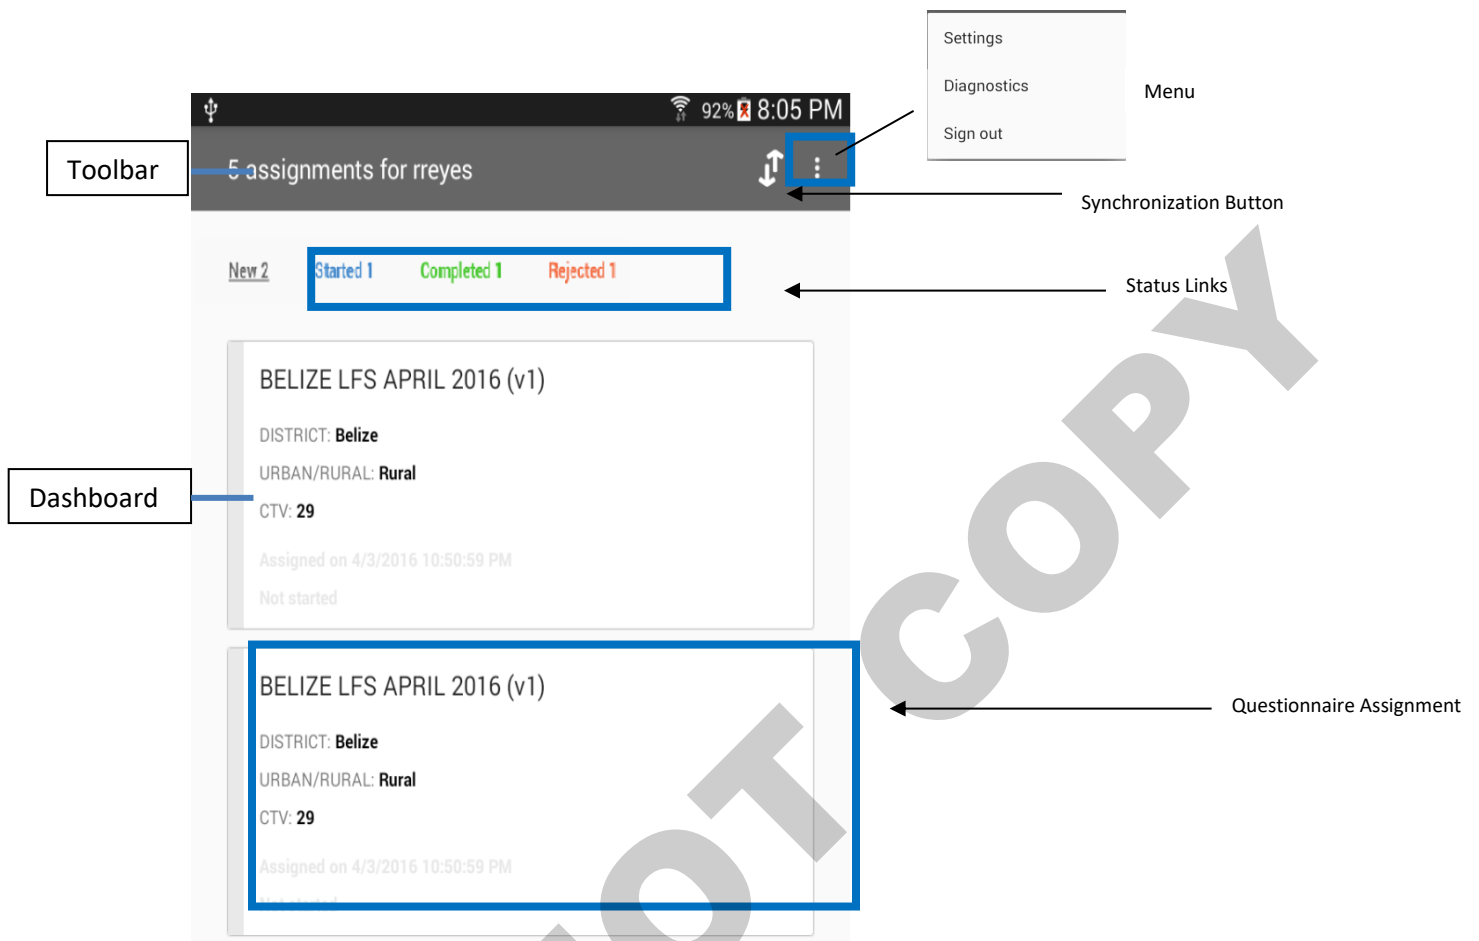 Settings
Diagnostics
Sign out
Menu
92% 8:05 PM
Toolbar
5 assignments for rreyes
Synchronization Button
New 2 Started 1 Completed 1 Rejected 1
Status Links
BELIZE LFS APRIL 2016 (v1)
DISTRICT: Belize
URBAN/RURAL: Rural
Dashboard
CTV: 29
Assigned on 4/3/2016 10:50:59 PM
Not started
BELIZE LFS APRIL 2016 (v1)
Questionnaire Assignment
DISTRICT: Belize
URBAN/RURAL: Rural
CTV: 29
Assigned on 4/3/2016 10:50:59 PM
Not started
OT COPY